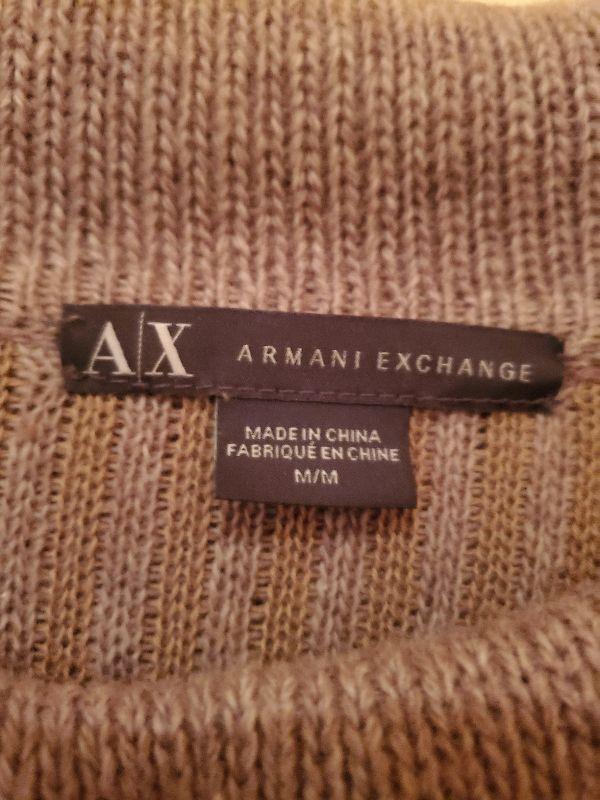 A|X ARMANI EXCHANGE
MADE IN CHINA
FABRIQUÉ EN CHINE
M/M